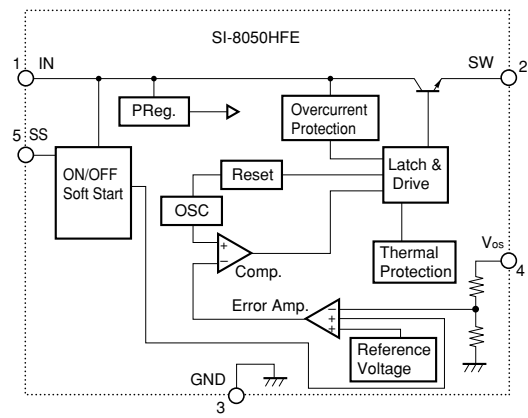 SI-8050HFE
1
IN
SW
2
PReg.
Overcurrent
Protection
5
SS
ON/OFF
Soft Start
Reset
Latch &
Drive
OSC
+
−
Comp.
Thermal
Protection
Vos
4
Error Amp.
−
+
+
Reference
Voltage
GND
3